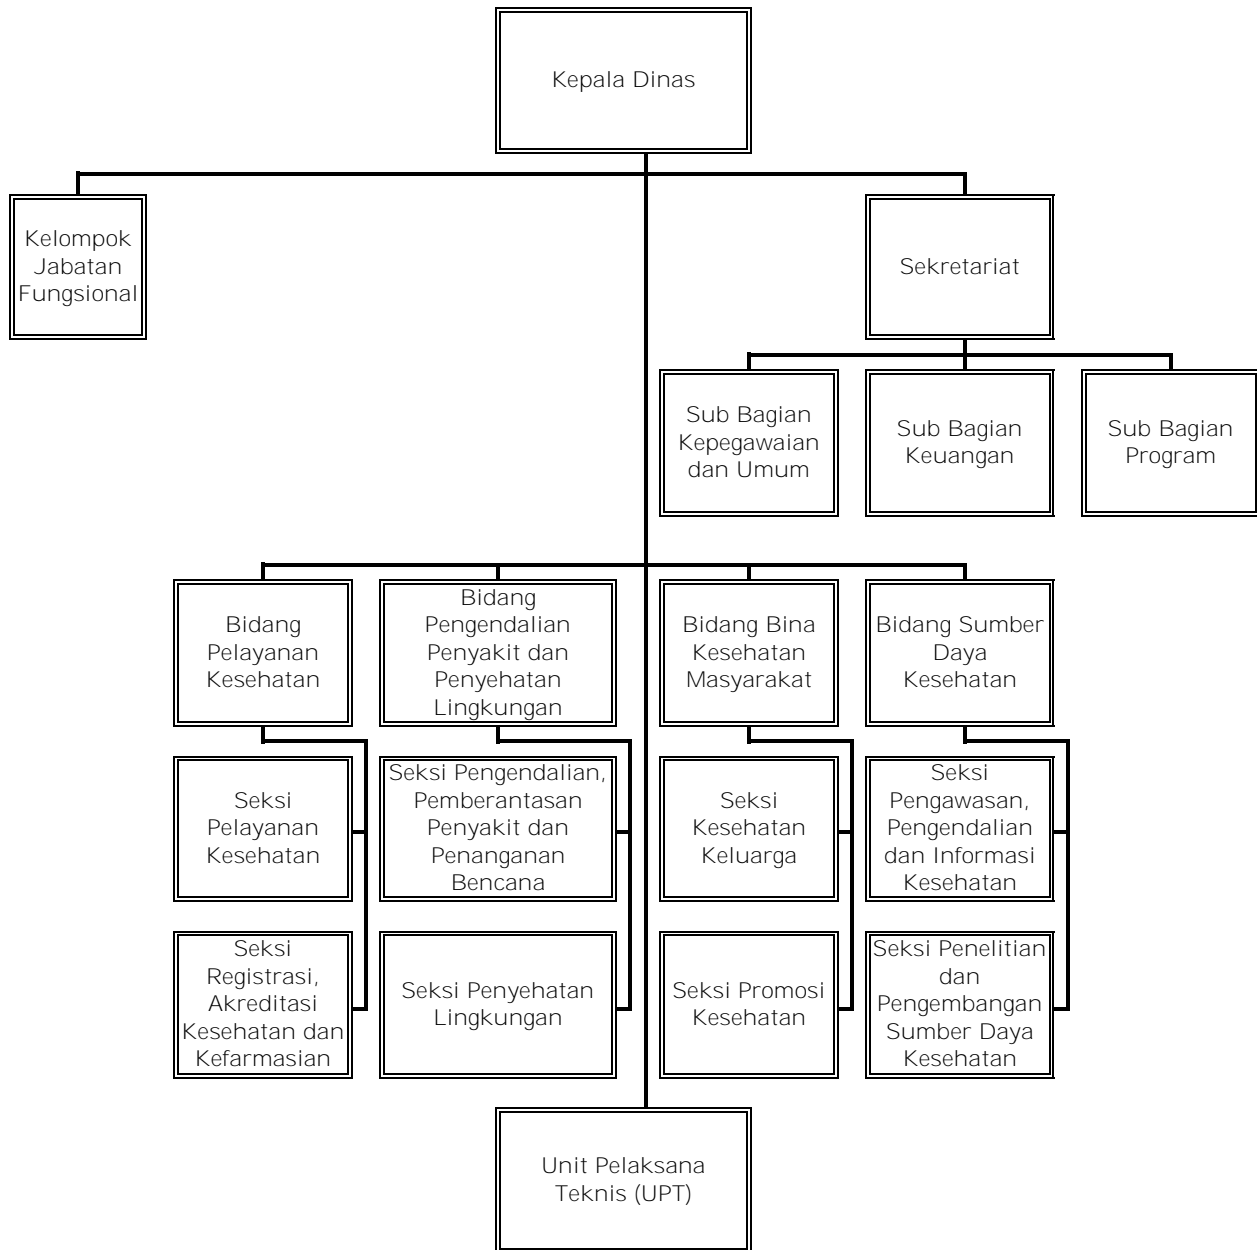 Kepala Dinas
Kelompok
Jabatan
Fungsional
Sekretariat
Sub Bagian
Kepegawaian
dan Umum
Sub Bagian
Keuangan
Sub Bagian
Program
Bidang
Pelayanan
Kesehatan
Bidang
Pengendalian
Penyakit dan
Penyehatan
Lingkungan
Bidang Bina
Kesehatan
Masyarakat
Bidang Sumber
Daya
Kesehatan
Seksi
Pelayanan
Kesehatan
Seksi Pengendalian,
Pemberantasan
Penyakit dan
Penanganan
Bencana
Seksi
Kesehatan
Keluarga
Seksi
Pengawasan,
Pengendalian
dan Informasi
Kesehatan
Seksi
Registrasi,
Akreditasi
Kesehatan dan
Kefarmasian
Seksi Penyehatan
Lingkungan
Seksi Promosi
Kesehatan
Seksi Penelitian
dan
Pengembangan
Sumber Daya
Kesehatan
Unit Pelaksana
Teknis (UPT)